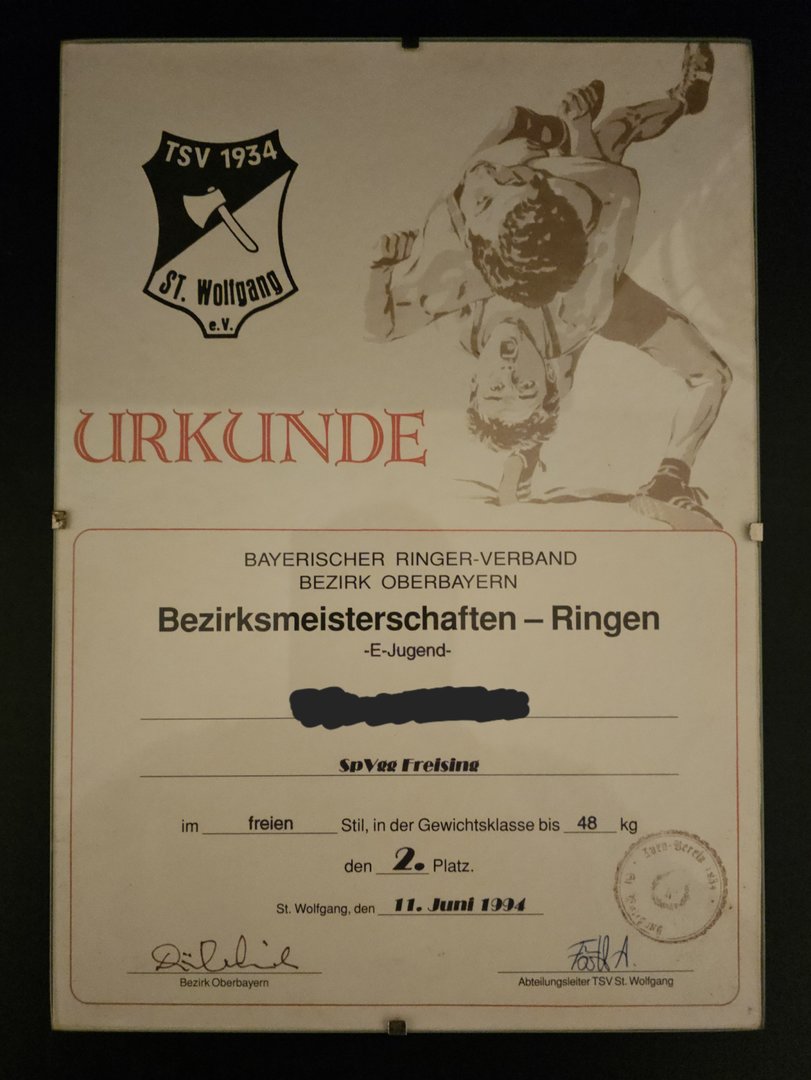 TSV 1934
ST. Wolfgang
e.V.
URKUNDE
BAYERISCHER RINGER-VERBAND
BEZIRK OBERBAYERN
Bezirksmeisterschaften – Ringen
-E-Jugend-
SpVgg Freising
im freien Stil, in der Gewichtsklasse bis 48 kg
den 2. Platz.
St. Wolfgang, den 11. Juni 1994
Bezirk Oberbayern
Abteilungsleiter TSV St. Wolfgang